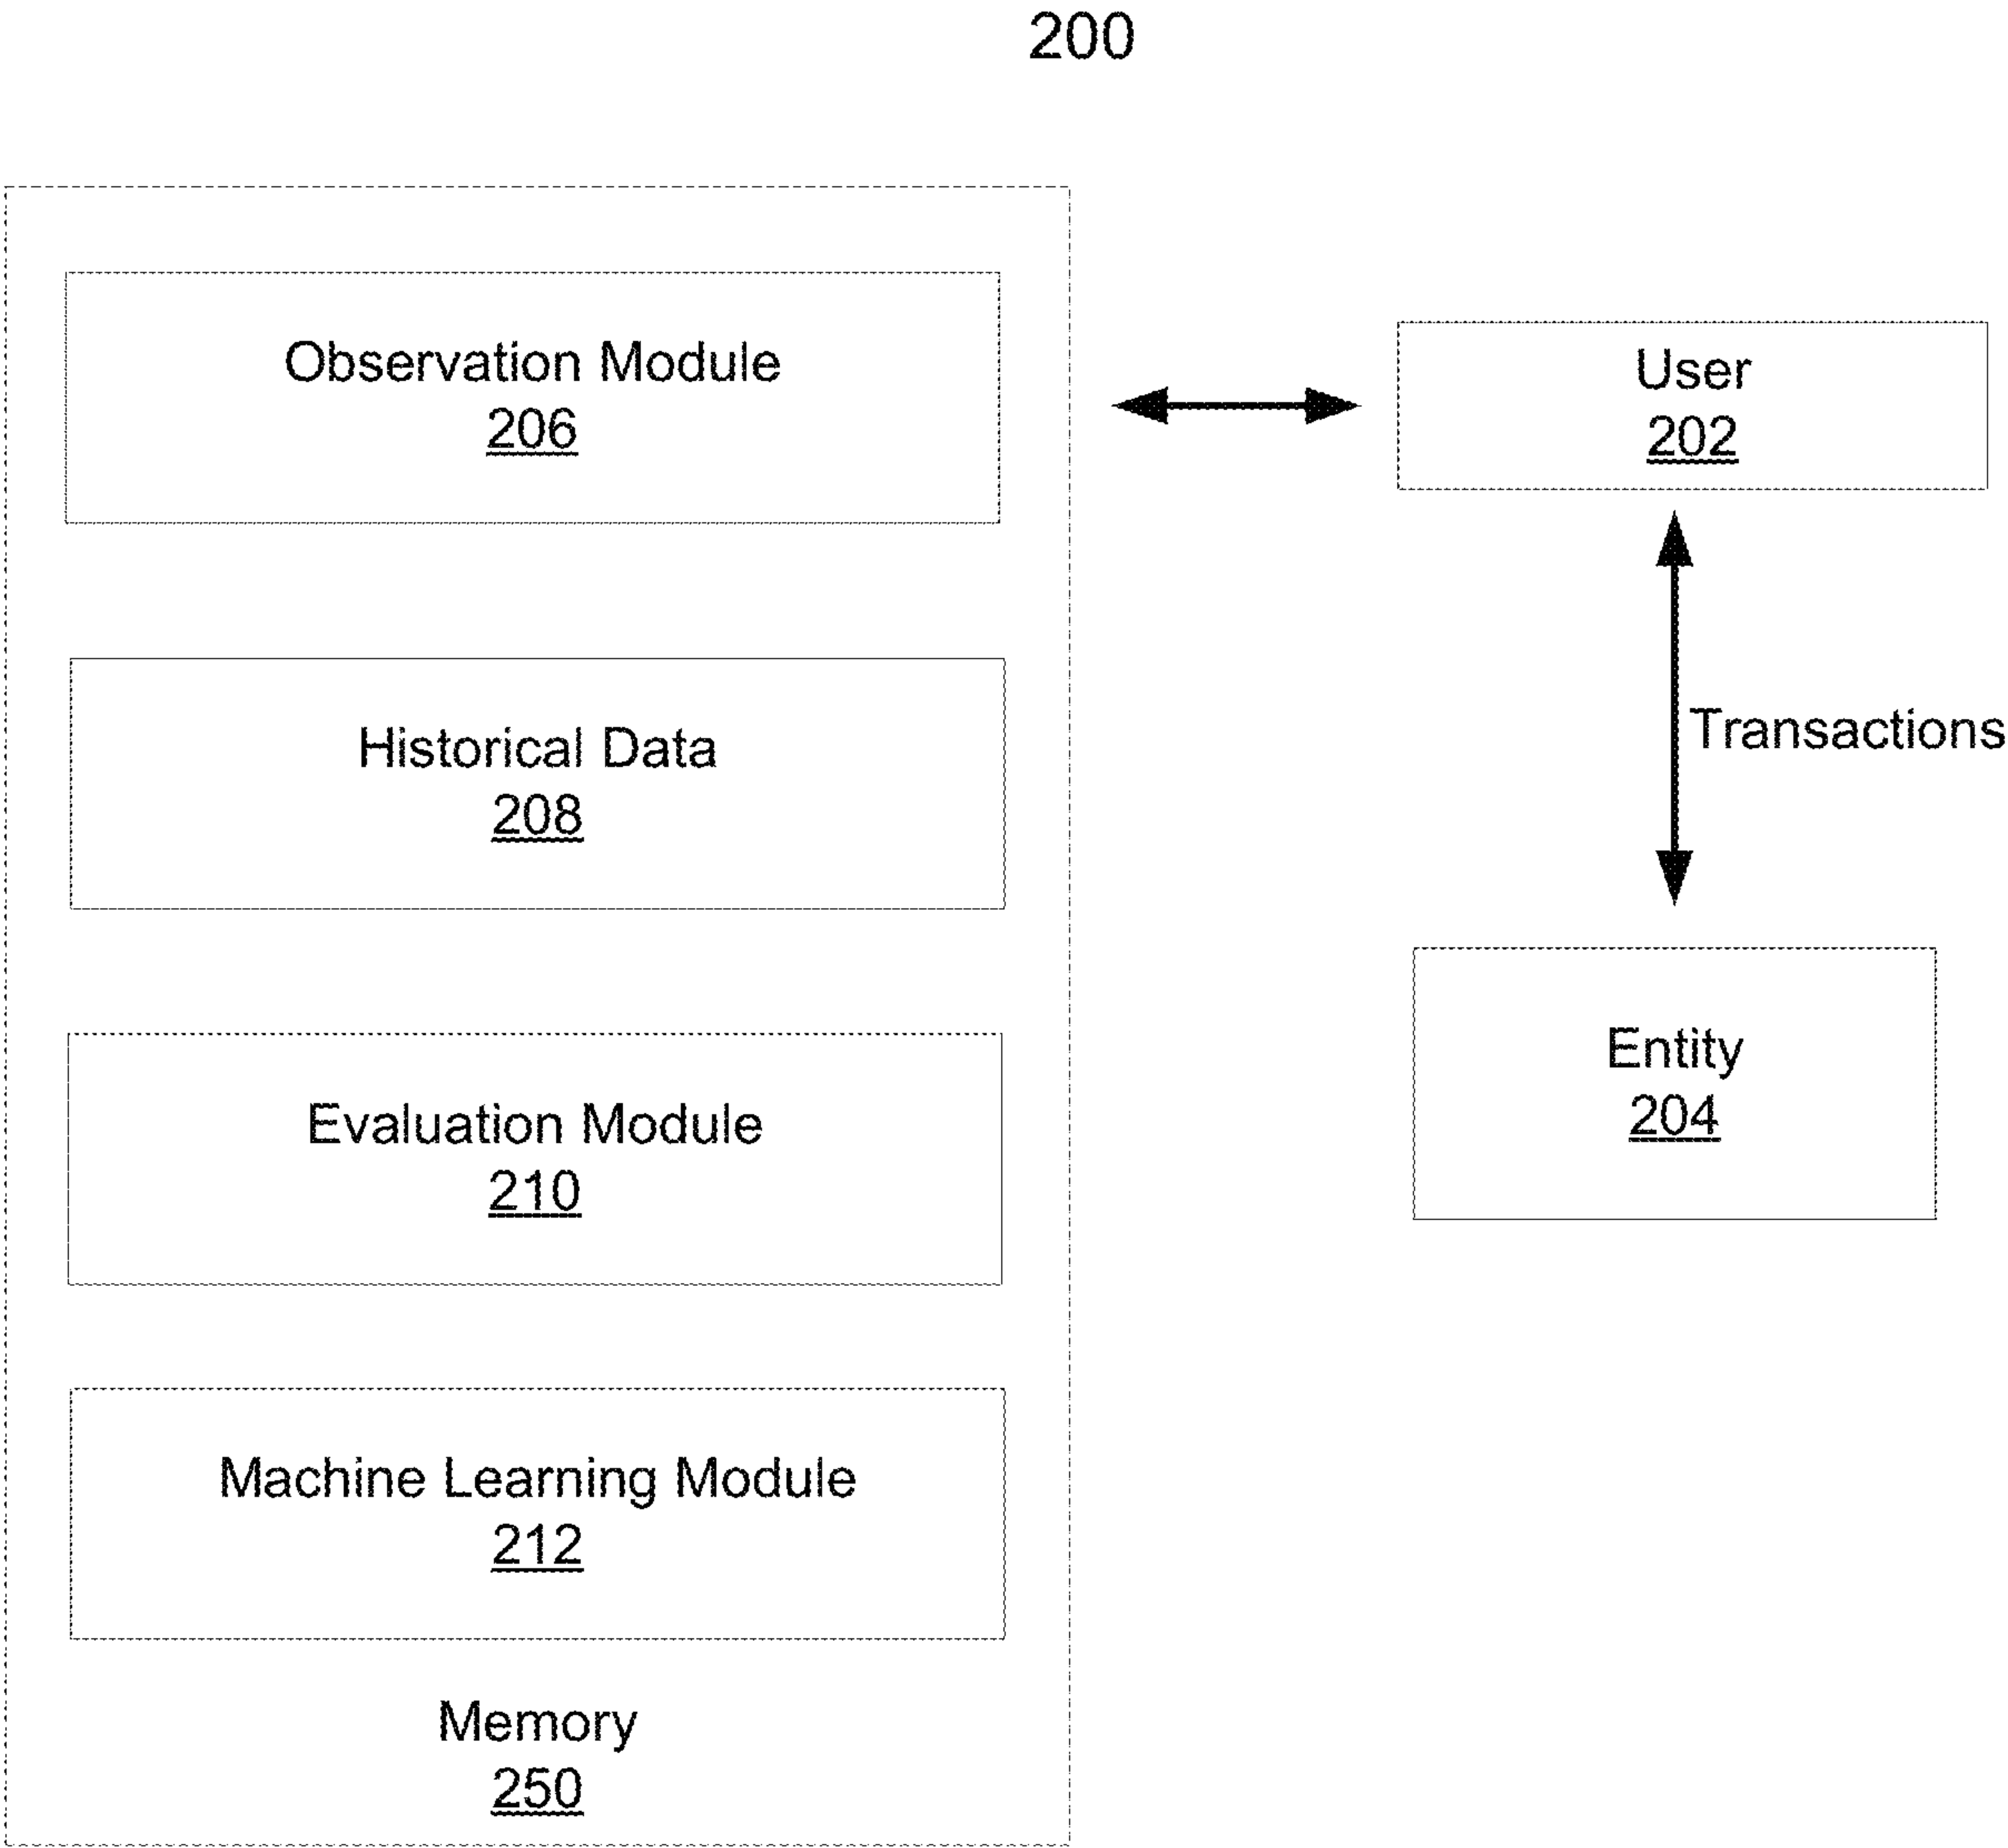 200
Observation Module
206
Historical Data
208
Evaluation Module
210
Machine Learning Module
212
Memory
250
User
202
Transactions
Entity
204